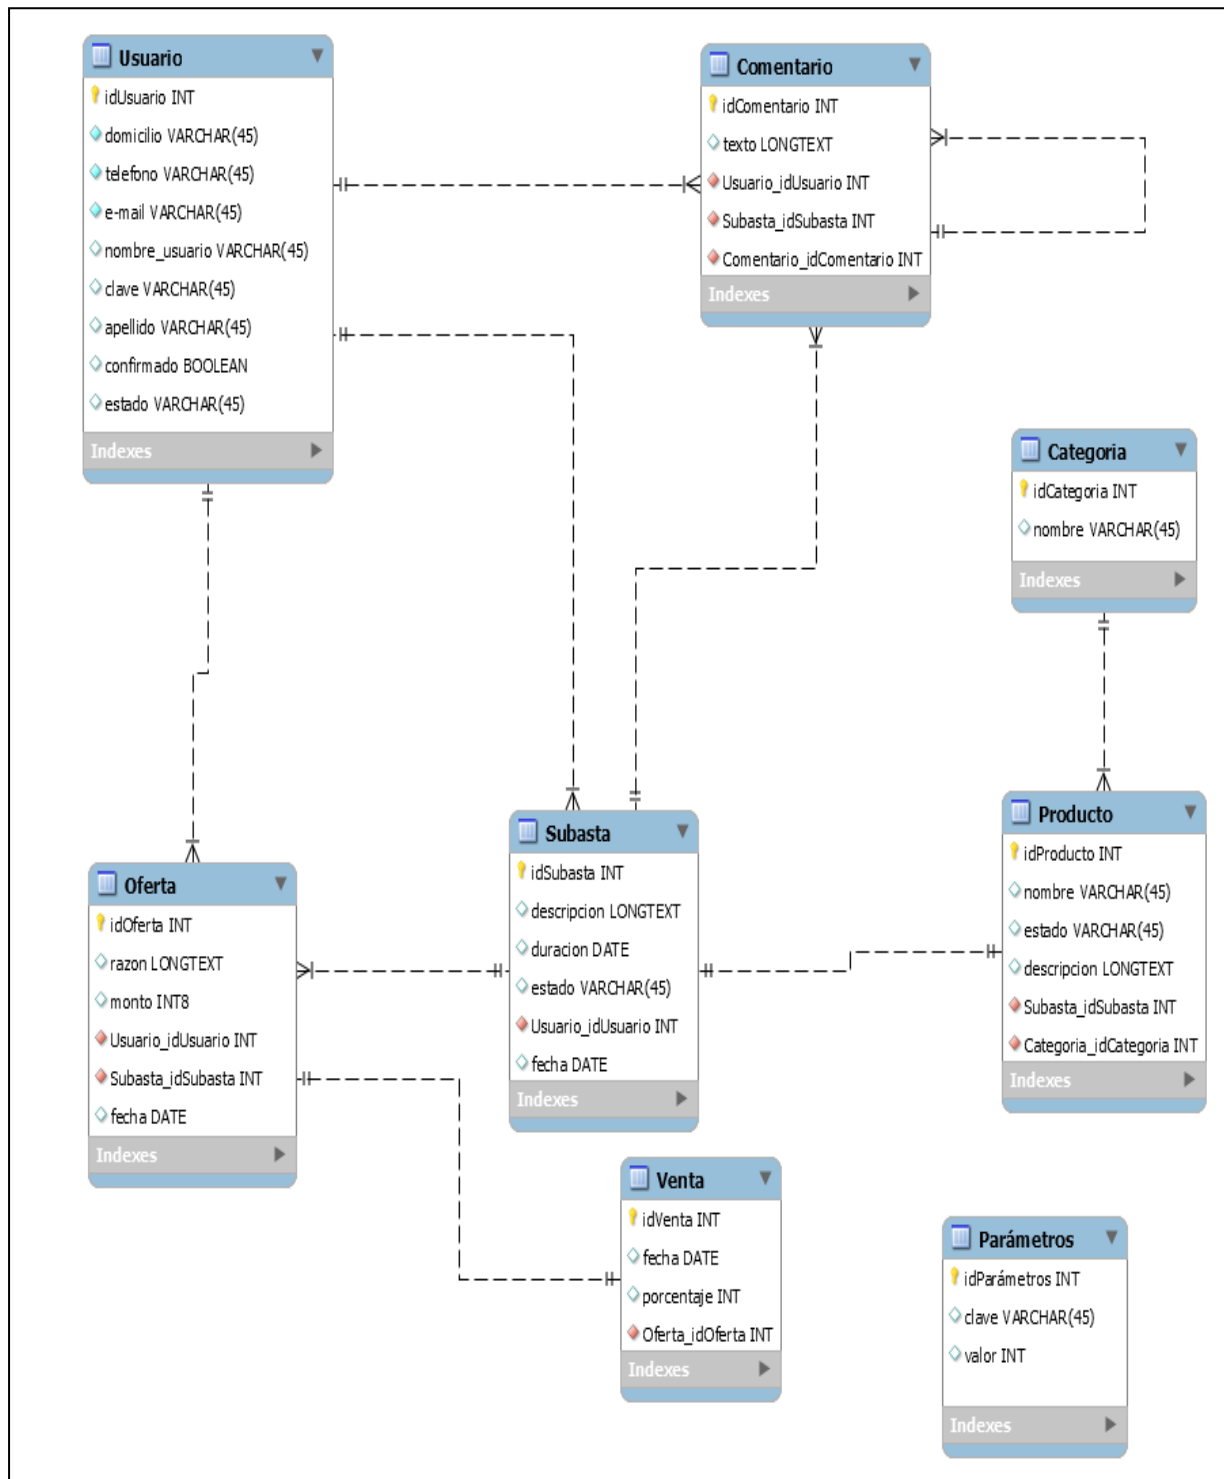 Usuario
idUsuario INT
domicilio VARCHAR(45)
telefono VARCHAR(45)
e-mail VARCHAR(45)
nombre_usuario VARCHAR(45)
clave VARCHAR(45)
apellido VARCHAR(45)
confirmado BOOLEAN
estado VARCHAR(45)
Indexes
Comentario
idComentario INT
texto LONGTEXT
Usuario_idUsuario INT
Subasta_idSubasta INT
Comentario_idComentario INT
Indexes
Categoria
idCategoria INT
nombre VARCHAR(45)
Indexes
Oferta
idOferta INT
razon LONGTEXT
monto INT8
Usuario_idUsuario INT
Subasta_idSubasta INT
fecha DATE
Indexes
Subasta
idSubasta INT
descripcion LONGTEXT
duracion DATE
estado VARCHAR(45)
Usuario_idUsuario INT
fecha DATE
Indexes
Producto
idProducto INT
nombre VARCHAR(45)
estado VARCHAR(45)
descripcion LONGTEXT
Subasta_idSubasta INT
Categoria_idCategoria INT
Indexes
Venta
idVenta INT
fecha DATE
porcentaje INT
Oferta_idOferta INT
Indexes
Parámetros
idParámetros INT
clave VARCHAR(45)
valor INT
Indexes